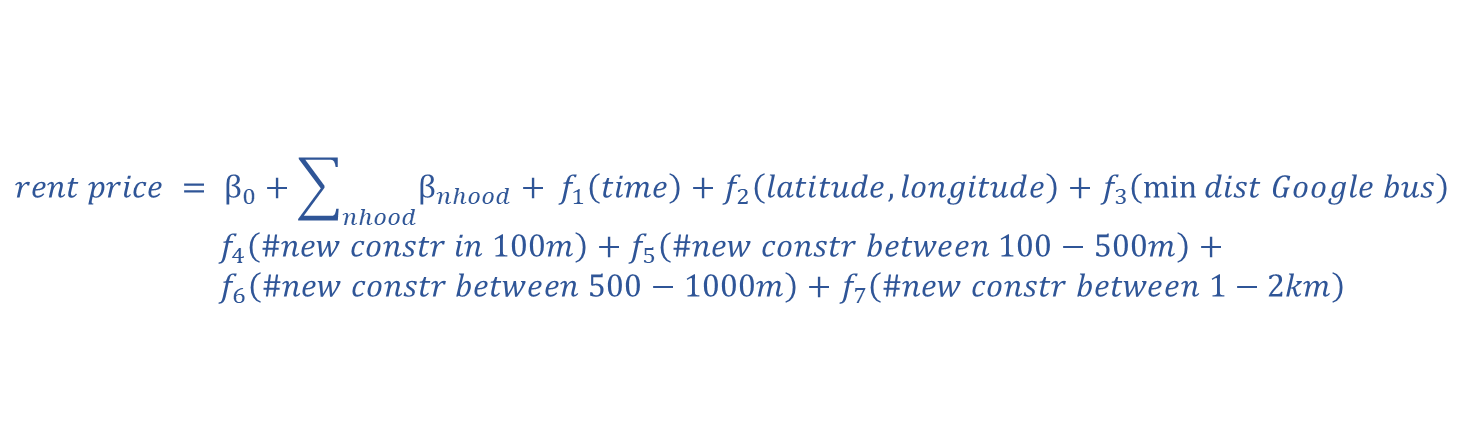 rent price = β₀ + ∑ₙₕₒₒd βₙₕₒₒd + f₁(time) + f₂(latitude, longitude) + f₃(min dist Google bus)
f₄(#new constr in 100m) + f₅(#new constr between 100 − 500m) +
f₆(#new constr between 500 − 1000m) + f₇(#new constr between 1 − 2km)